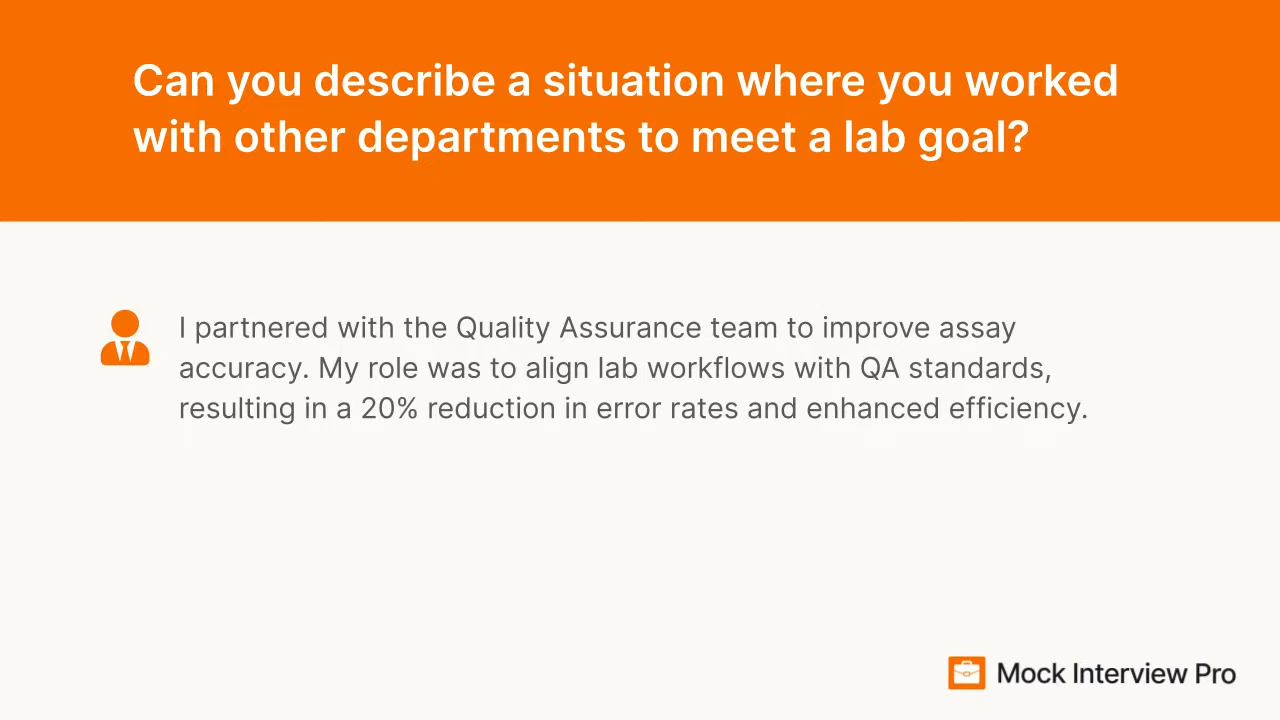 Can you describe a situation where you worked
with other departments to meet a lab goal?
I partnered with the Quality Assurance team to improve assay
accuracy. My role was to align lab workflows with QA standards,
resulting in a 20% reduction in error rates and enhanced efficiency.
Mock Interview Pro